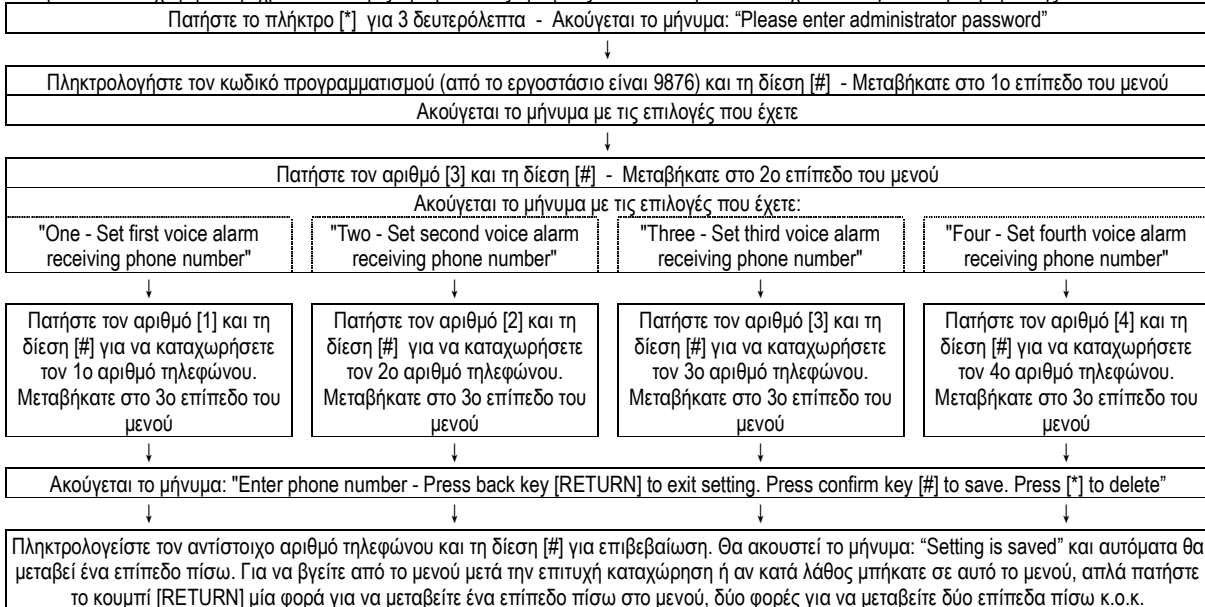 Πατήστε το πλήκτρο [*] για 3 δευτερόλεπτα - Ακούγεται το μήνυμα: “Please enter administrator password”
↓
Πληκτρολογήστε τον κωδικό προγραμματισμού (από το εργοστάσιο είναι 9876) και τη δίεση [#] - Μεταβήκατε στο 1ο επίπεδο του μενού
Ακούγεται το μήνυμα με τις επιλογές που έχετε
↓
Πατήστε τον αριθμό [3] και τη δίεση [#] - Μεταβήκατε στο 2ο επίπεδο του μενού
Ακούγεται το μήνυμα με τις επιλογές που έχετε:
"One - Set first voice alarm
receiving phone number"
"Two - Set second voice alarm
receiving phone number"
"Three - Set third voice alarm
receiving phone number"
"Four - Set fourth voice alarm
receiving phone number"
↓ ↓ ↓ ↓
Πατήστε τον αριθμό [1] και τη
δίεση [#] για να καταχωρήσετε
τον 1ο αριθμό τηλεφώνου.
Μεταβήκατε στο 3ο επίπεδο του
μενού
Πατήστε τον αριθμό [2] και τη
δίεση [#] για να καταχωρήσετε
τον 2ο αριθμό τηλεφώνου.
Μεταβήκατε στο 3ο επίπεδο του
μενού
Πατήστε τον αριθμό [3] και τη
δίεση [#] για να καταχωρήσετε
τον 3ο αριθμό τηλεφώνου.
Μεταβήκατε στο 3ο επίπεδο του
μενού
Πατήστε τον αριθμό [4] και τη
δίεση [#] για να καταχωρήσετε
τον 4ο αριθμό τηλεφώνου.
Μεταβήκατε στο 3ο επίπεδο του
μενού
↓ ↓ ↓ ↓
Ακούγεται το μήνυμα: "Enter phone number - Press back key [RETURN] to exit setting. Press confirm key [#] to save. Press [*] to delete”
↓ ↓ ↓ ↓
Πληκτρολογείστε τον αντίστοιχο αριθμό τηλεφώνου και τη δίεση [#] για επιβεβαίωση. Θα ακουστεί το μήνυμα: “Setting is saved” και αυτόματα θα
μεταβεί ένα επίπεδο πίσω. Για να βγείτε από το μενού μετά την επιτυχή καταχώρηση ή αν κατά λάθος μπήκατε σε αυτό το μενού, απλά πατήστε
το κουμπί [RETURN] μία φορά για να μεταβείτε ένα επίπεδο πίσω στο μενού, δύο φορές για να μεταβείτε δύο επίπεδα πίσω κ.ο.κ.